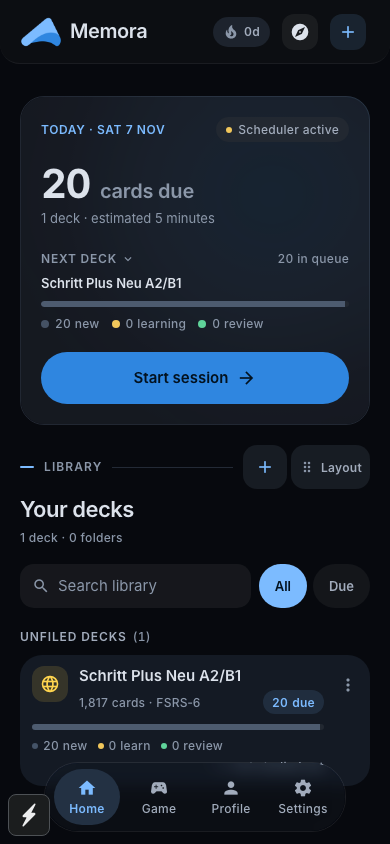 Memora
0d
TODAY · SAT 7 NOV
Scheduler active
20 cards due
1 deck · estimated 5 minutes
NEXT DECK
20 in queue
Schritt Plus Neu A2/B1
20 new
0 learning
0 review
Start session
LIBRARY
Layout
Your decks
1 deck · 0 folders
Search library
All
Due
UNFILED DECKS (1)
Schritt Plus Neu A2/B1
1,817 cards · FSRS-6
20 due
20 new
0 learn
0 review
Home
Game
Profile
Settings